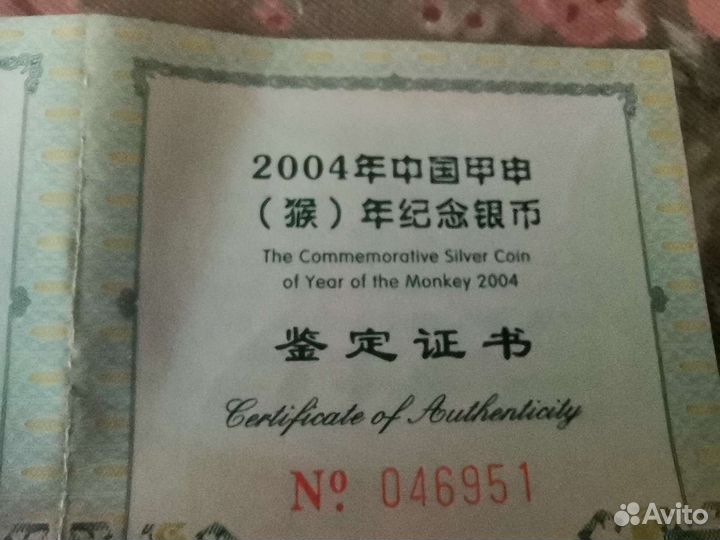 2004年中国甲申
（猴）年纪念银币
The Commemorative Silver Coin
of Year of the Monkey 2004
鉴定证书
Certificate of Authenticity
Nº 046951
Avito